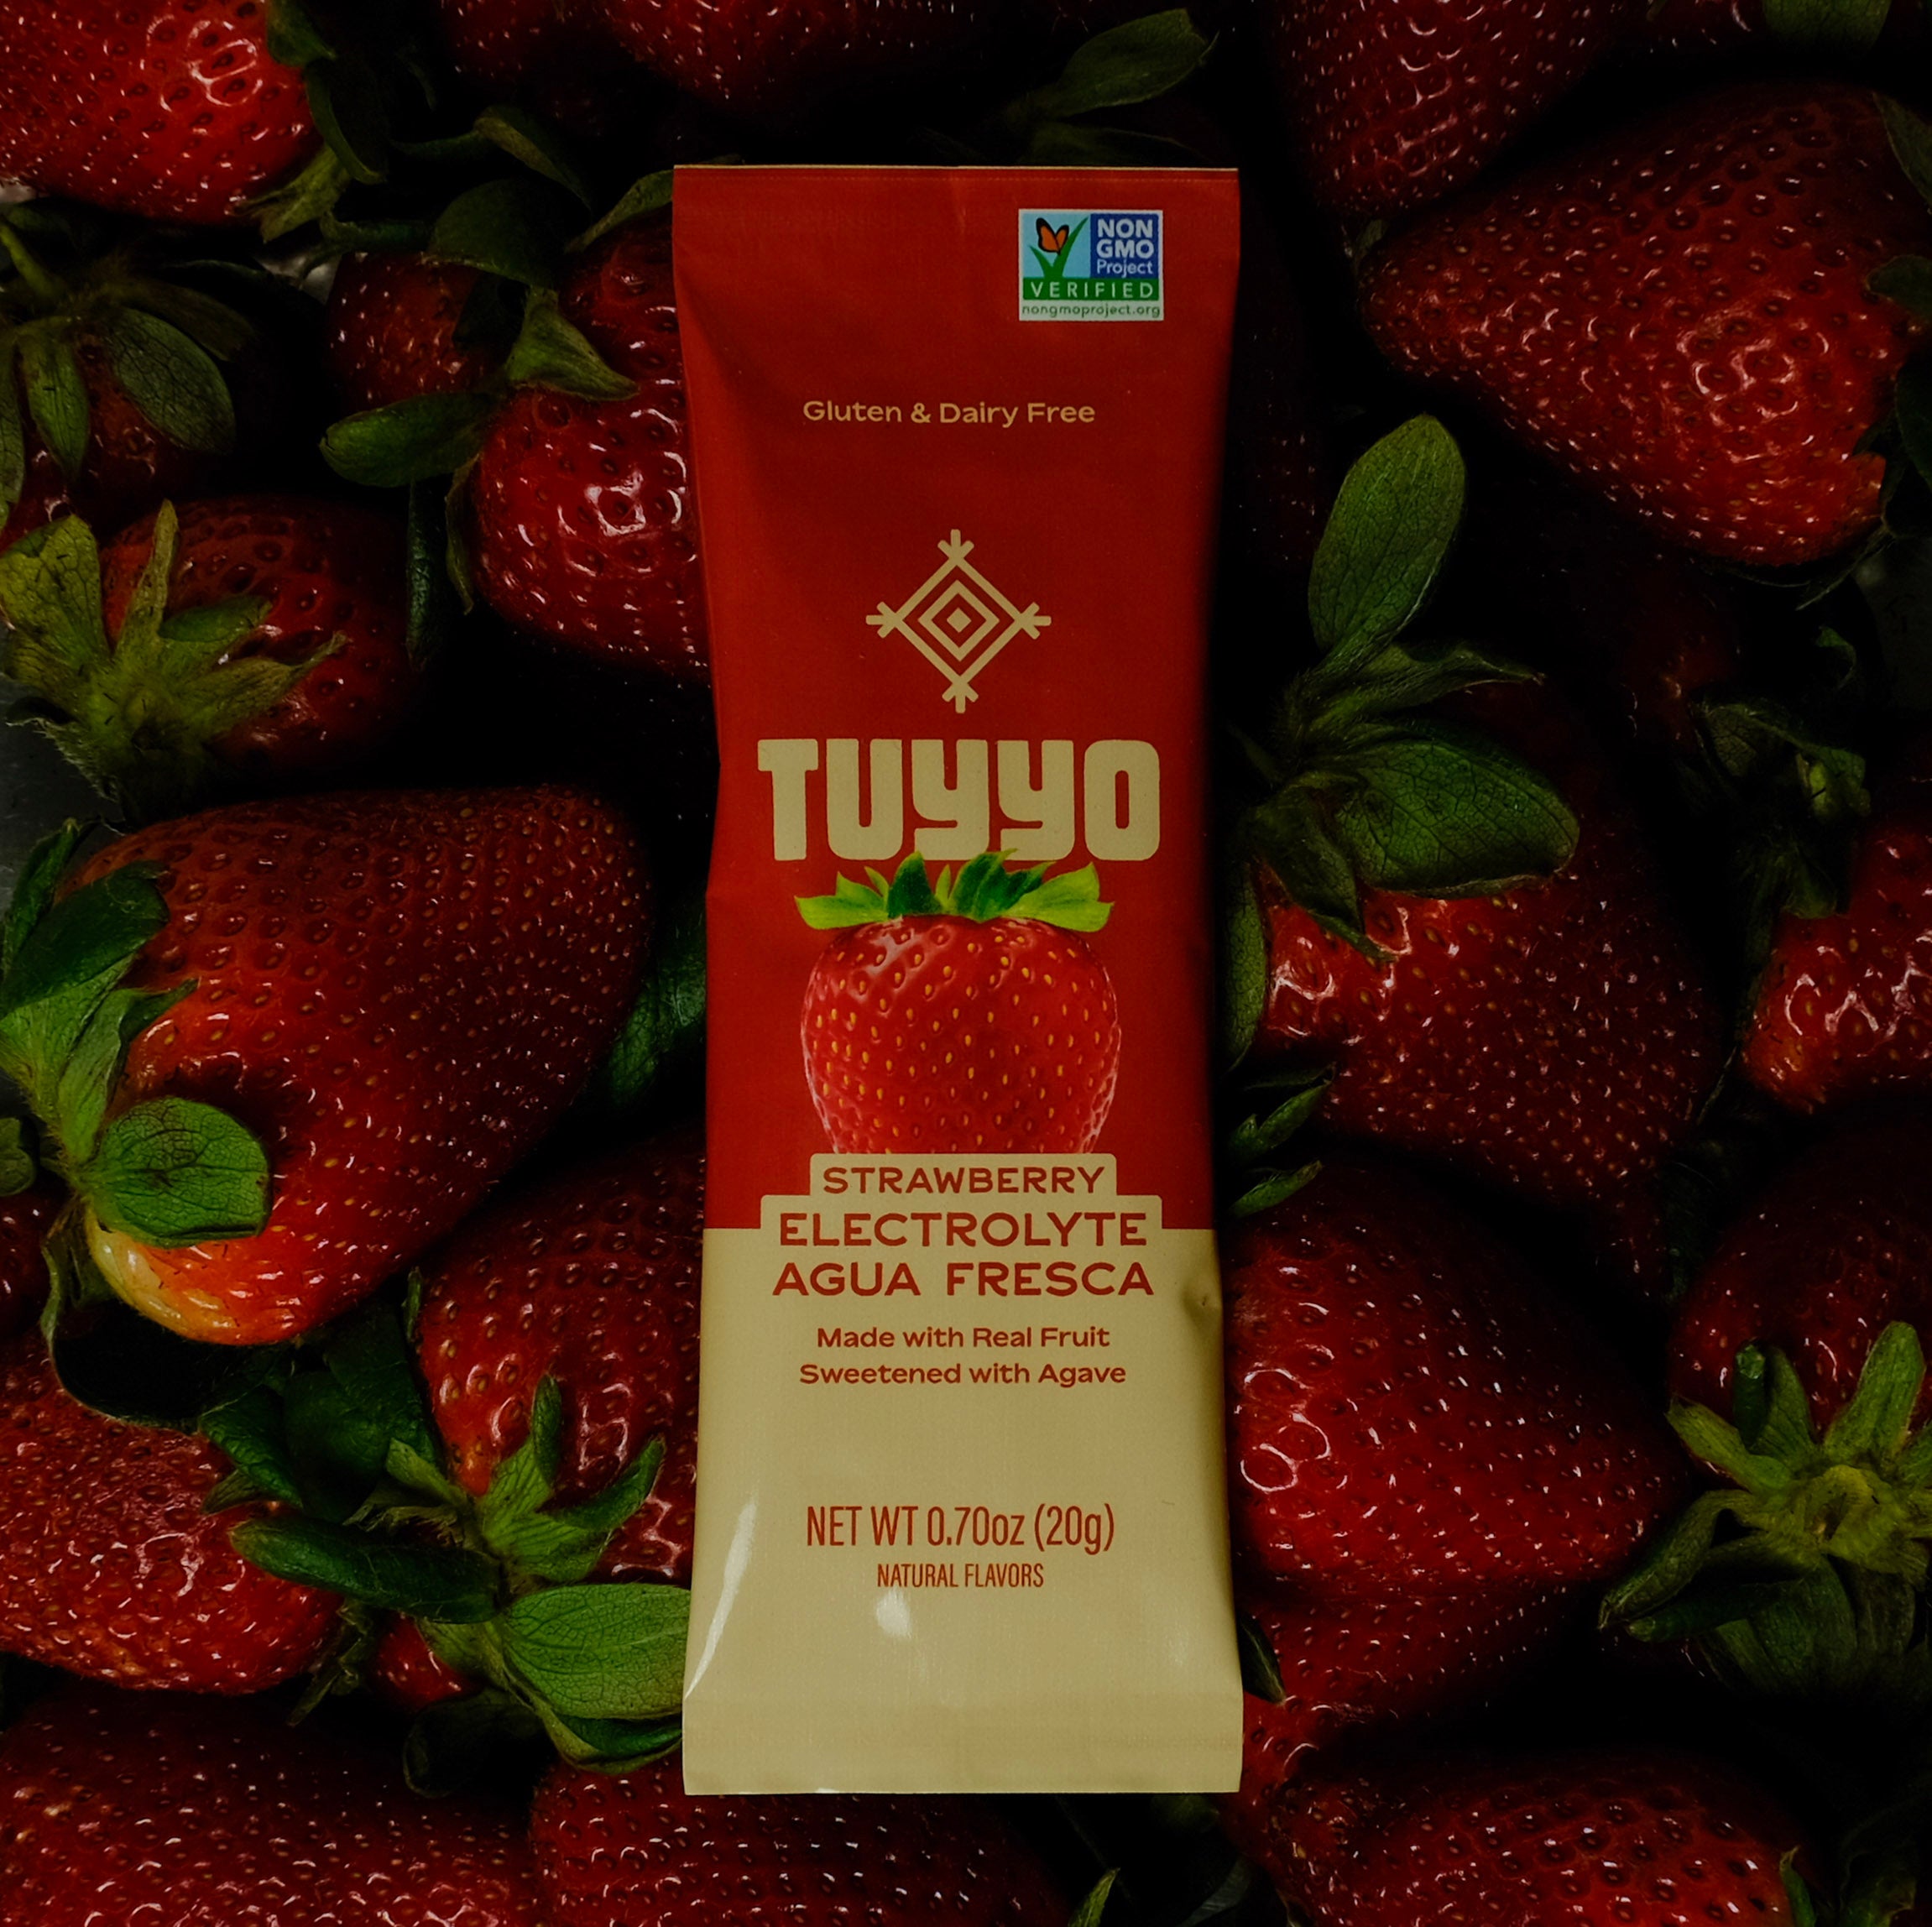 NON
GMO
Project
VERIFIED
nongmoproject.org
Gluten & Dairy Free
TUYYO
STRAWBERRY
ELECTROLYTE
AGUA FRESCA
Made with Real Fruit
Sweetened with Agave
NET WT 0.70oz (20g)
NATURAL FLAVORS